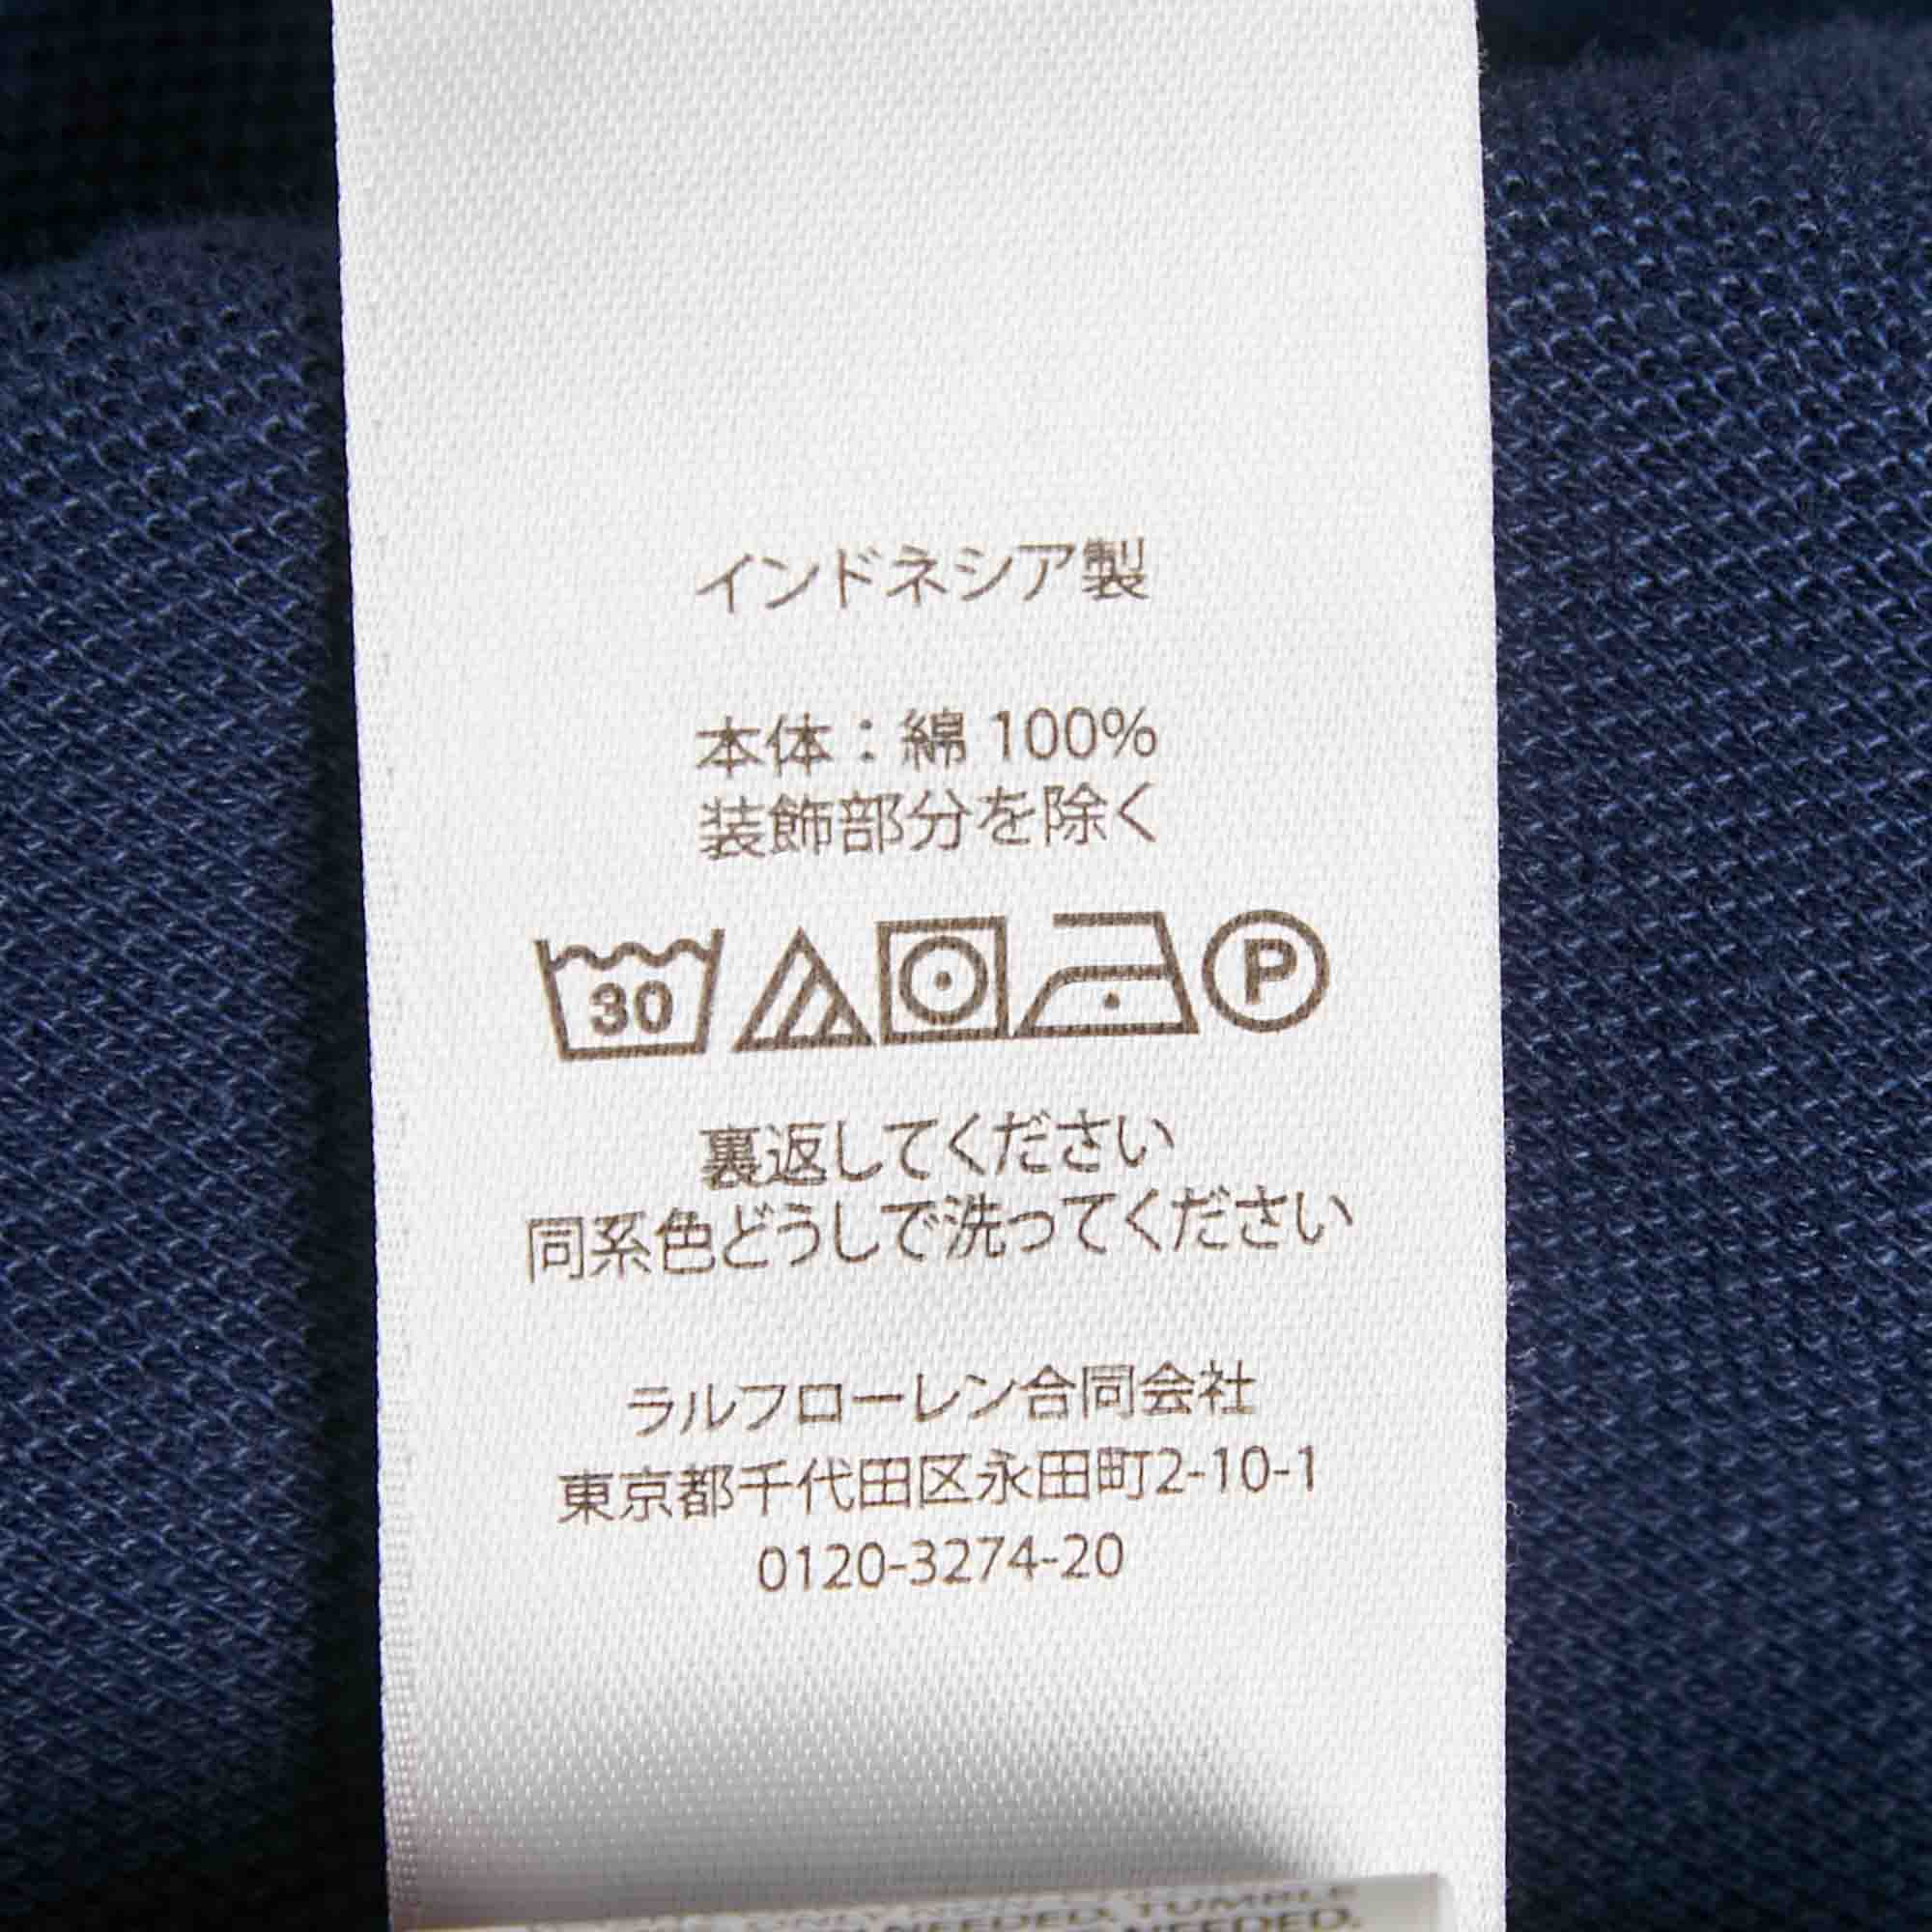 インドネシア製
本体：綿 100%
装飾部分を除く
30 P
裏返してください
同系色どうしで洗ってください
ラルフローレン合同会社
東京都千代田区永田町2-10-1
0120-3274-20
NEEDED, TUMBLE
NEEDED.